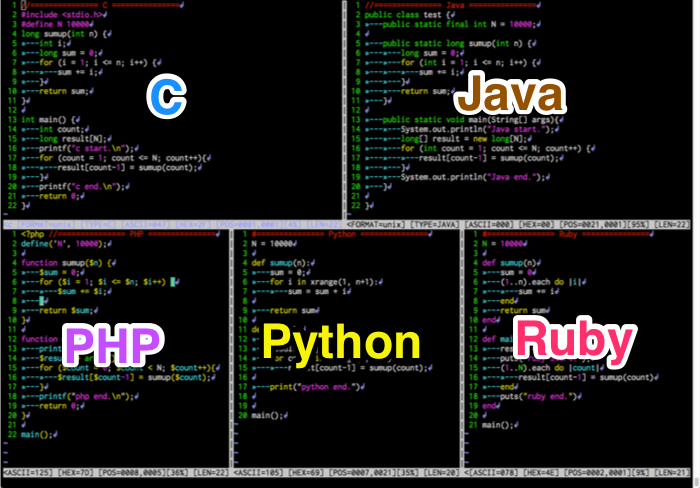 1 //============== C ==============↲
2 #include <stdio.h>↲
3 #define N 10000↲
4 long sumup(int n) {↲
5 »---int i;↲
6 »---long sum = 0;↲
7 »---for (i = 1; i <= n; i++) {↲
8 »---»---sum += i;↲
9 »---}↲
10 »---return sum;↲
11 }↲
12 ↲
13 int main() {↲
14 »---int count;↲
15 »---long result[N];↲
16 »---printf("c start.\n");↲
17 »---for (count = 1; count <= N; count++){↲
18 »---»---result[count-1] = sumup(count);↲
19 »---}↲
20 »---printf("c end.\n");↲
21 »---return 0;↲
22 }↲
C
1 //============== Java ==============↲
2 public class test {↲
3 »---public static final int N = 10000;↲
4 ↲
5 »---public static long sumup(int n) {↲
6 »---»---long sum = 0;↲
7 »---»---for (int i = 1; i <= n; i++) {↲
8 »---»---»---sum += i;↲
9 »---»---}↲
10 »---»---return sum;↲
11 »---}↲
12 ↲
13 »---public static void main(String[] args){↲
14 »---»---System.out.println("Java start.");↲
15 »---»---long[] result = new long[N];↲
16 »---»---for (int count = 1; count <= N; count++) {↲
17 »---»---»---result[count-1] = sumup(count);↲
18 »---»---}↲
19 »---»---System.out.println("Java end.");↲
20 »---}↲
21 }↲
Java
<FORMAT=unix] [TYPE=JAVA] [ASCII=000] [HEX=00] [POS=0021,0001][95%] [LEN=22]
1 <?php //============== PHP ==============↲
2 define('N', 10000);↲
3 ↲
4 function sumup($n) {↲
5 »---$sum = 0;↲
6 »---for ($i = 1; $i <= $n; $i++) {↲
7 »---»---$sum += $i;↲
8 »---}↲
9 »---return $sum;↲
10 }↲
11 ↲
12 function
13 »---prin
14 »---$resu
15 »---for ($count = 0; $count < N; $count++){↲
16 »---»---$result[$count-1] = sumup($count);↲
17 »---}↲
18 »---printf("php end.\n");↲
19 »---return 0;↲
20 }↲
21 ↲
22 main();↲
PHP
<ASCII=125] [HEX=7D] [POS=0008,0005][36%] [LEN=22]
1 #============== Python ==============↲
2 N = 10000↲
3 ↲
4 def sumup(n):↲
5 »---sum = 0↲
6 »---for i in xrange(1, n+1):↲
7 »---»---sum = sum + i↲
8 ↲
9 »---return sum↲
10 ↲
11 de
12
13
14
15 [count-1] = sumup(count);↲
16 ↲
17 »---print("python end.")↲
18 ↲
19 ↲
20 main();↲
Python
<ASCII=105] [HEX=69] [POS=0007,0021][35%] [LEN=20]
1 #============== Ruby ==============↲
2 N = 10000↲
3 ↲
4 def sumup(n)↲
5 »---sum = 0↲
6 »---(1..n).each do |i|↲
7 »---»---sum += i↲
8 »---end↲
9 »---return sum↲
10 end↲
11 ↲
12 def ma
13 »---res
14 »---puts
15 »---(1..N).each do |count|↲
16 »---»---result[count-1] = sumup(count)↲
17 »---end↲
18 »---puts("ruby end.")↲
19 end↲
20 ↲
21 main();↲
Ruby
<ASCII=078] [HEX=4E] [POS=0002,0001][9%] [LEN=21]